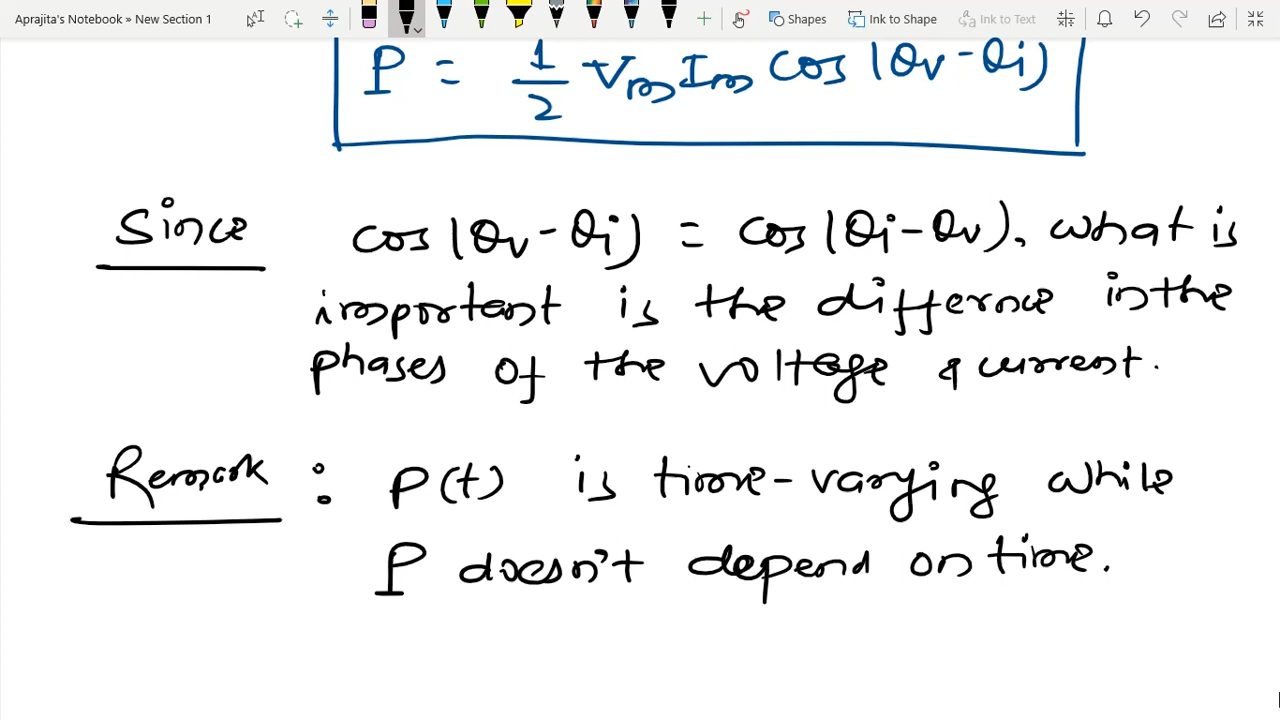 Aprajita's Notebook » New Section 1
Shapes Ink to Shape Ink to Text
P = 1/2 Vm Im cos(θv-θi)
Since cos(θv-θi) = cos(θi-θv), what is
important is the difference in the
phases of the voltage & current.
Remark : P(t) is time-varying while
P doesn't depend on time.